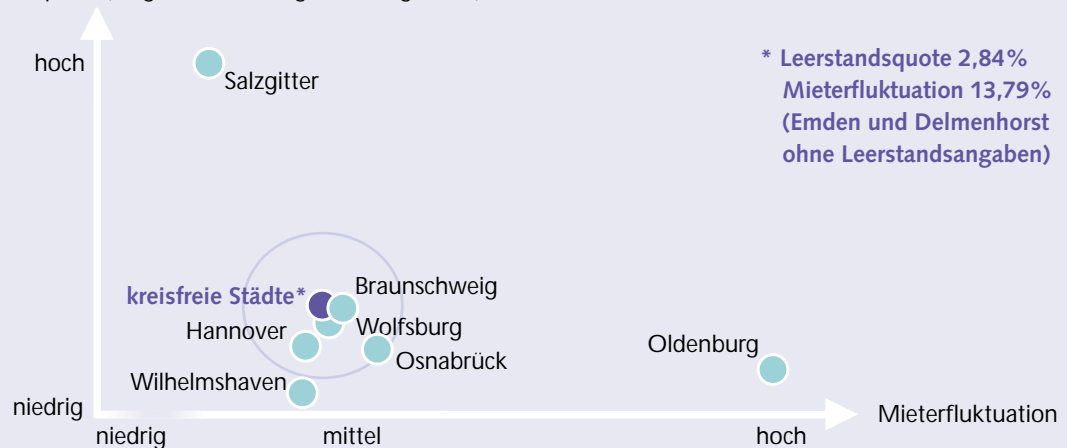 hoch
Salzgitter
* Leerstandsquote 2,84%
Mieterfluktuation 13,79%
(Emden und Delmenhorst
ohne Leerstandsangaben)
Braunschweig
kreisfreie Städte*
Hannover
Wolfsburg
Oldenburg
Osnabrück
Wilhelmshaven
niedrig
Mieterfluktuation
niedrig
mittel
hoch